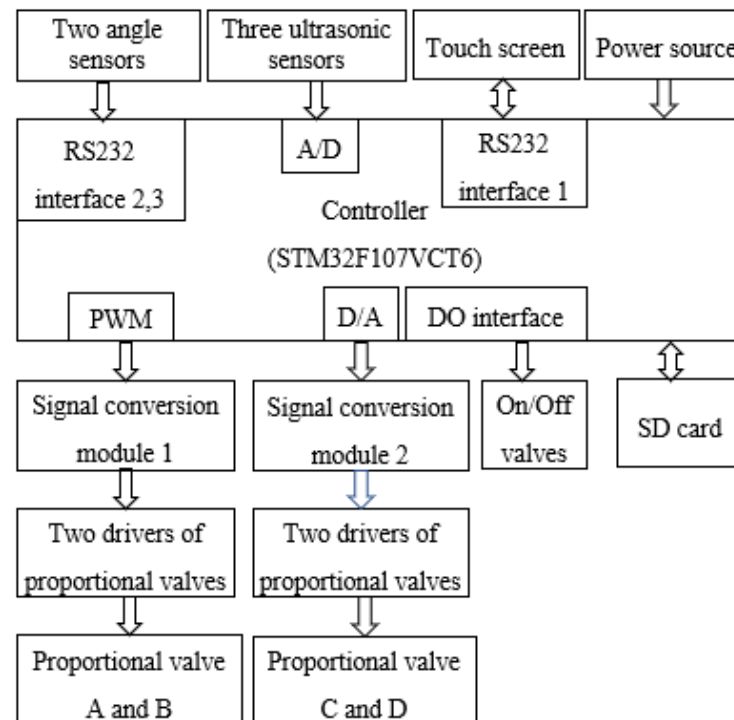 Two angle
sensors
Three ultrasonic
sensors
Touch screen
Power source
RS232
interface 2,3
A/D
RS232
interface 1
Controller
(STM32F107VCT6)
PWM
D/A
DO interface
Signal conversion
module 1
Signal conversion
module 2
On/Off
valves
SD card
Two drivers of
proportional valves
Two drivers of
proportional valves
Proportional valve
A and B
Proportional valve
C and D